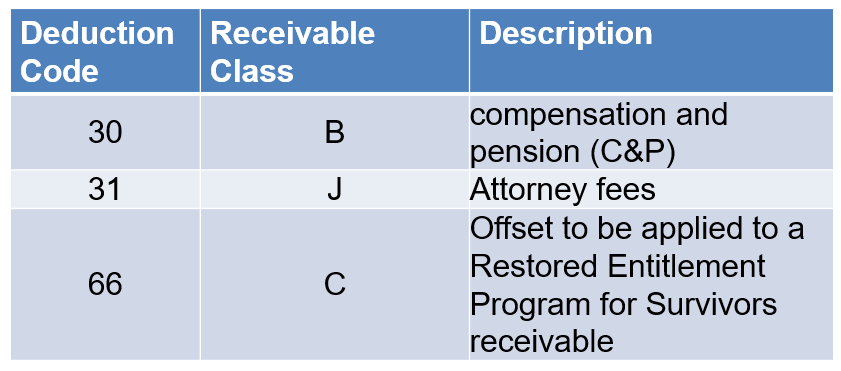 Deduction Code
Receivable Class
Description
30
B
compensation and
pension (C&P)
31
J
Attorney fees
66
C
Offset to be applied to a
Restored Entitlement
Program for Survivors
receivable